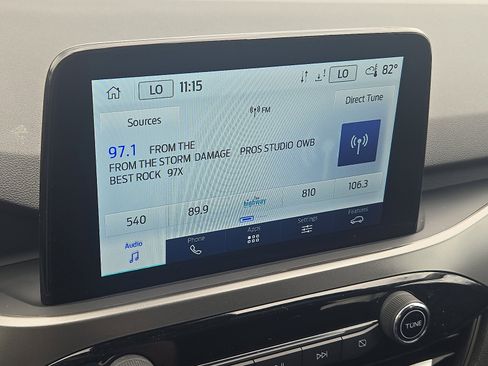 LO 11:15 LO 82°
Sources FM Direct Tune
97.1 FROM THE
FROM THE STORM DAMAGE PROS STUDIO OWB
BEST ROCK 97X
540 89.9 highway 810 106.3
Audio Phone Apps Settings Features
TUNE